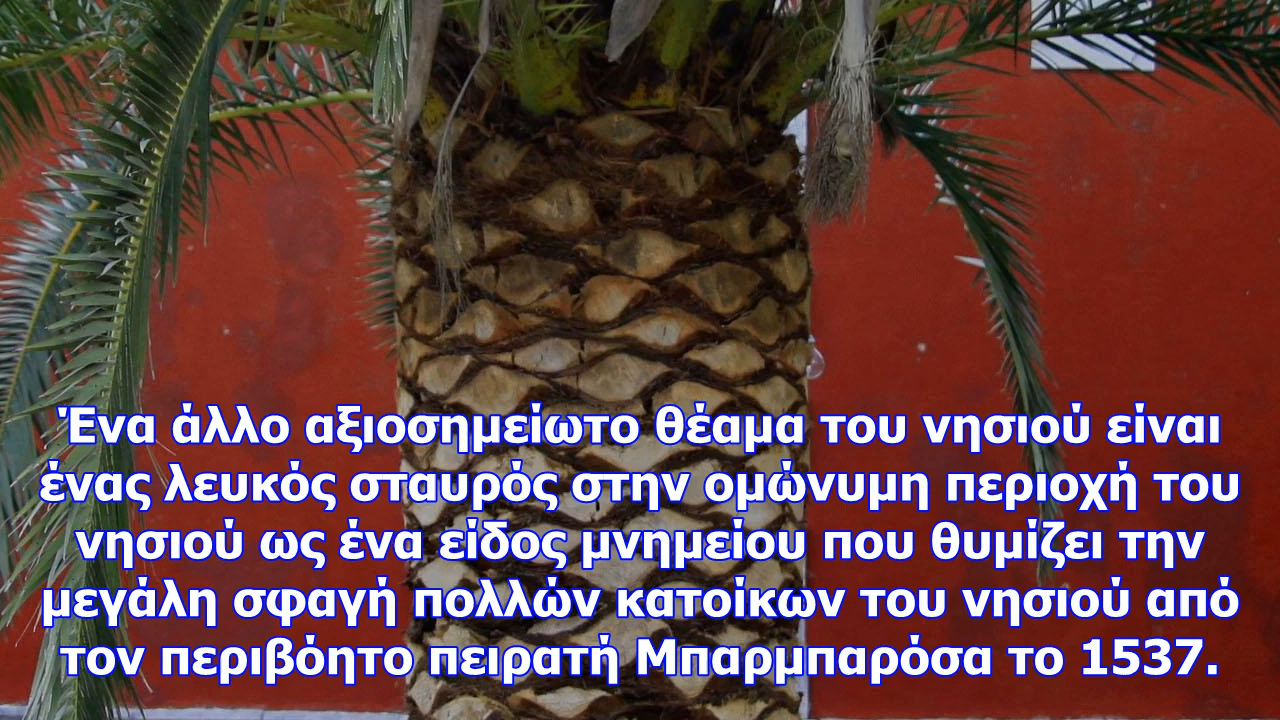 Ένα άλλο αξιοσημείωτο θέαμα του νησιού είναι
ένας λευκός σταυρός στην ομώνυμη περιοχή του
νησιού ως ένα είδος μνημείου που θυμίζει την
μεγάλη σφαγή πολλών κατοίκων του νησιού από
τον περιβόητο πειρατή Μπαρμπαρόσα το 1537.